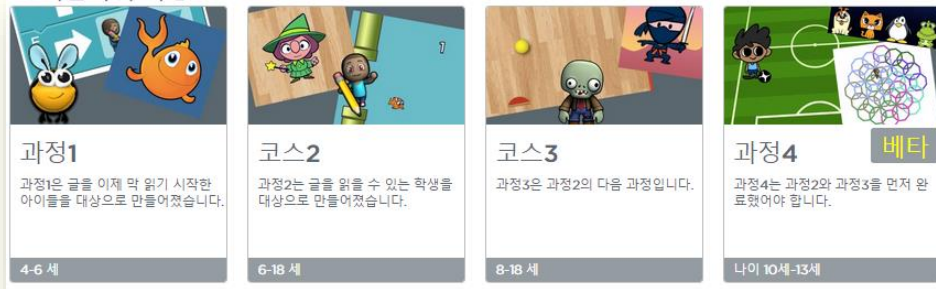 과정1
과정1은 글을 이제 막 읽기 시작한
아이들을 대상으로 만들어졌습니다.
4-6 세
1
코스2
과정2는 글을 읽을 수 있는 학생을
대상으로 만들어졌습니다.
6-18 세
코스3
과정3은 과정2의 다음 과정입니다.
8-18 세
베타
과정4
과정4는 과정2와 과정3을 먼저 완
료했어야 합니다.
나이 10세-13세